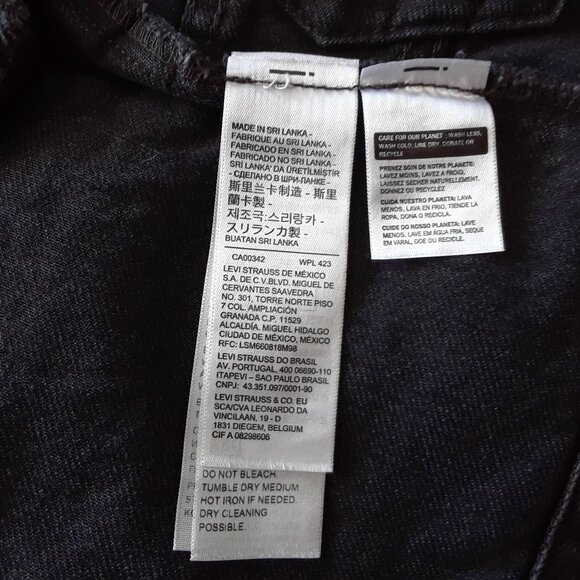 MADE IN SRI LANKA -
FABRIQUE AU SRI LANKA -
FABRICADO EN SRI LANKA -
FABRICADO NO SRI LANKA -
SRI LANKA' DA ÜRETİLMİŞTİR
- СДЕЛАНО В ШРИ-ЛАНКЕ -
斯里兰卡制造 - 斯里
蘭卡製 -
제조국:스리랑카 -
スリランカ製 -
BUATAN SRI LANKA
CA00342 WPL 423
LEVI STRAUSS DE MÉXICO
S.A. DE C.V.BLVD. MIGUEL DE
CERVANTES SAAVEDRA
NO. 301, TORRE NORTE PISO
7 COL. AMPLIACIÓN
GRANADA C.P. 11529
ALCALDÍA. MIGUEL HIDALGO
CIUDAD DE MÉXICO, MÉXICO
RFC: LSM660818M98
LEVI STRAUSS DO BRASIL
AV. PORTUGAL, 400 06690-110
ITAPEVI – SAO PAULO BRASIL
CNPJ: 43.351.097/0001-90
LEVI STRAUSS & CO. EU
SCA/CVA LEONARDO DA
VINCILAAN, 19 - D
1831 DIEGEM, BELGIUM
CIF A 08298606
DO NOT BLEACH.
TUMBLE DRY MEDIUM.
HOT IRON IF NEEDED.
DRY CLEANING
POSSIBLE.
CARE FOR OUR PLANET : WASH LESS,
WASH COLD, LINE DRY, DONATE OR
RECYCLE
PRENEZ SOIN DE NOTRE PLANETE:
LAVEZ MOINS, LAVEZ A FROID,
LAISSEZ SECHER NATURELLEMENT,
DONNEZ OU RECYCLEZ
CUIDA NUESTRO PLANETA: LAVA
MENOS, LAVA EN FRIO, TIENDE LA
ROPA, DONA O RECICLA.
CUIDE DO NOSSO PLANETA: LAVE
MENOS, LAVE EM ÁGUA FRIA, SEQUE
EM VARAL, DOE OU RECICLE.